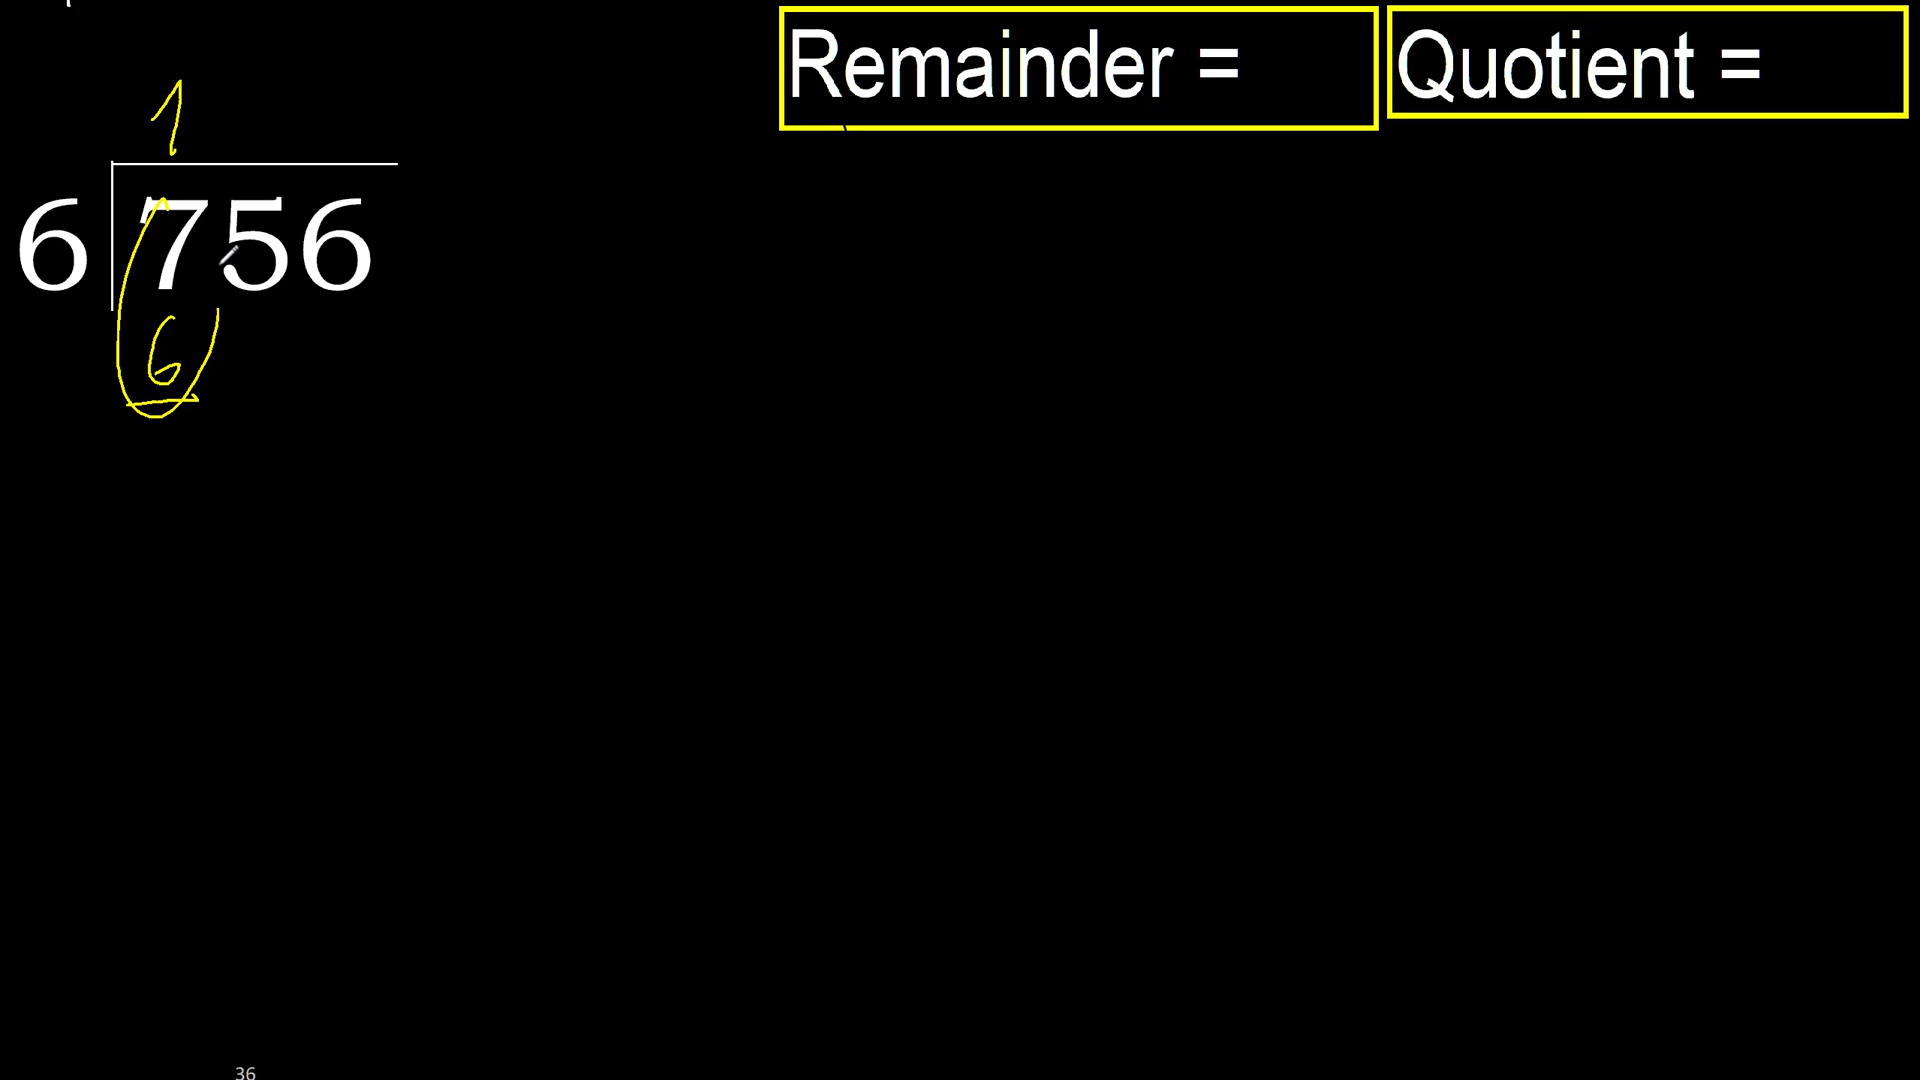 Remainder = Quotient =
1
6 756
6
36